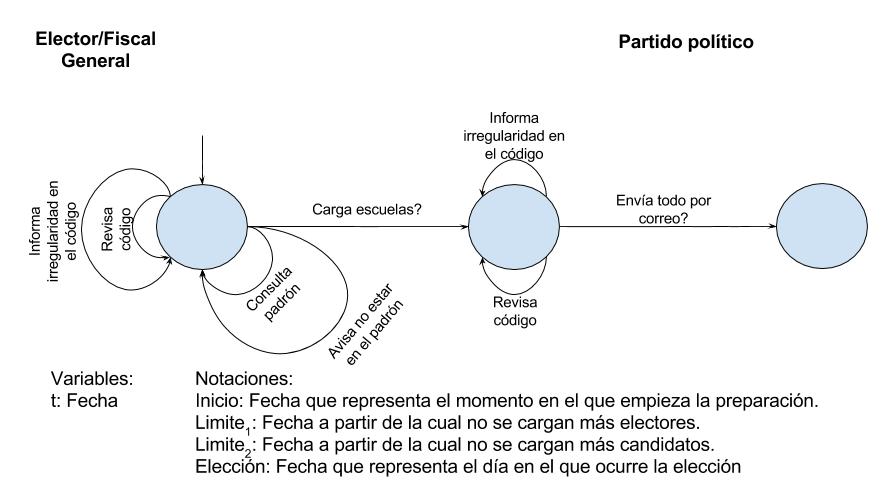 Elector/Fiscal
General
Partido político
Informa
irregularidad en
el código
Informa
irregularidad en
el código
Revisa
código
Carga escuelas?
Envía todo por
correo?
Consulta
padrón
Avisa no estar
en el padrón
Revisa
código
Variables:
t: Fecha
Notaciones:
Inicio: Fecha que representa el momento en el que empieza la preparación.
Limite1: Fecha a partir de la cual no se cargan más electores.
Limite2: Fecha a partir de la cual no se cargan más candidatos.
Elección: Fecha que representa el día en el que ocurre la elección